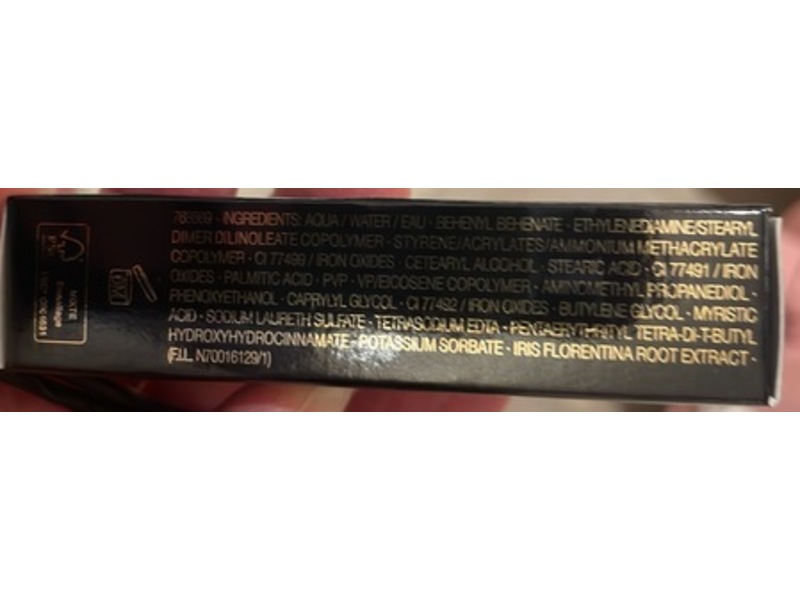 INGREDIENTS: AQUA / WATER / EAU · BEHENYL BEHENATE · ETHYLENEDIAMINE/STEARYL
DIMER DILINOLEATE COPOLYMER · STYRENE/ACRYLATES/AMMONIUM METHACRYLATE
COPOLYMER · CI 77499 / IRON OXIDES · CETEARYL ALCOHOL · STEARIC ACID · CI 77491 / IRON
OXIDES · PALMITIC ACID · PVP · VP/EICOSENE COPOLYMER · AMINOMETHYL PROPANEDIOL ·
PHENOXYETHANOL · CAPRYLYL GLYCOL · CI 77492 / IRON OXIDES · BUTYLENE GLYCOL · MYRISTIC
ACID · SODIUM LAURETH SULFATE · TETRASODIUM EDTA · PENTAERYTHRITYL TETRA-DI-T-BUTYL
HYDROXYHYDROCINNAMATE · POTASSIUM SORBATE · IRIS FLORENTINA ROOT EXTRACT ·
(F.I.L. N70016129/1)